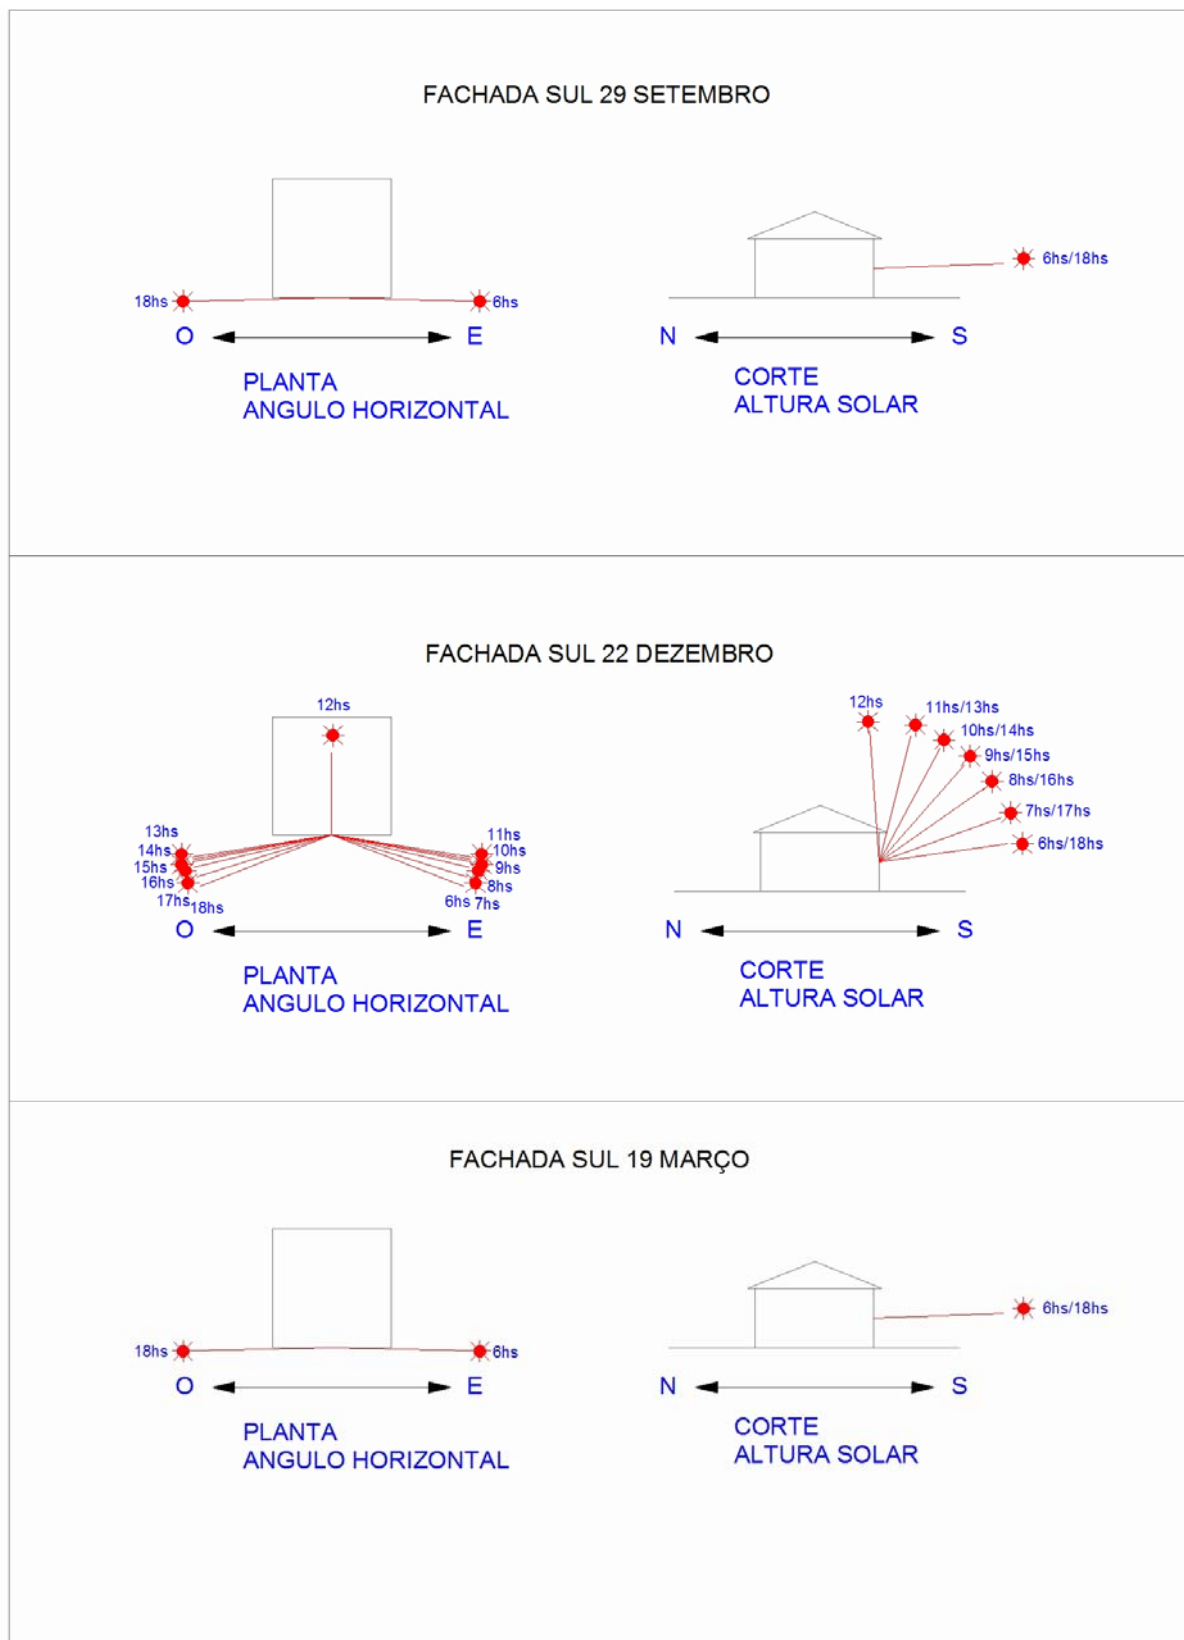 FACHADA SUL 29 SETEMBRO
18hs
6hs
6hs/18hs
O
E
N
S
PLANTA
ANGULO HORIZONTAL
CORTE
ALTURA SOLAR
FACHADA SUL 22 DEZEMBRO
12hs
13hs
14hs
15hs
16hs
17hs
18hs
11hs
10hs
9hs
8hs
6hs
7hs
12hs
11hs/13hs
10hs/14hs
9hs/15hs
8hs/16hs
7hs/17hs
6hs/18hs
O
E
N
S
PLANTA
ANGULO HORIZONTAL
CORTE
ALTURA SOLAR
FACHADA SUL 19 MARÇO
18hs
6hs
6hs/18hs
O
E
N
S
PLANTA
ANGULO HORIZONTAL
CORTE
ALTURA SOLAR